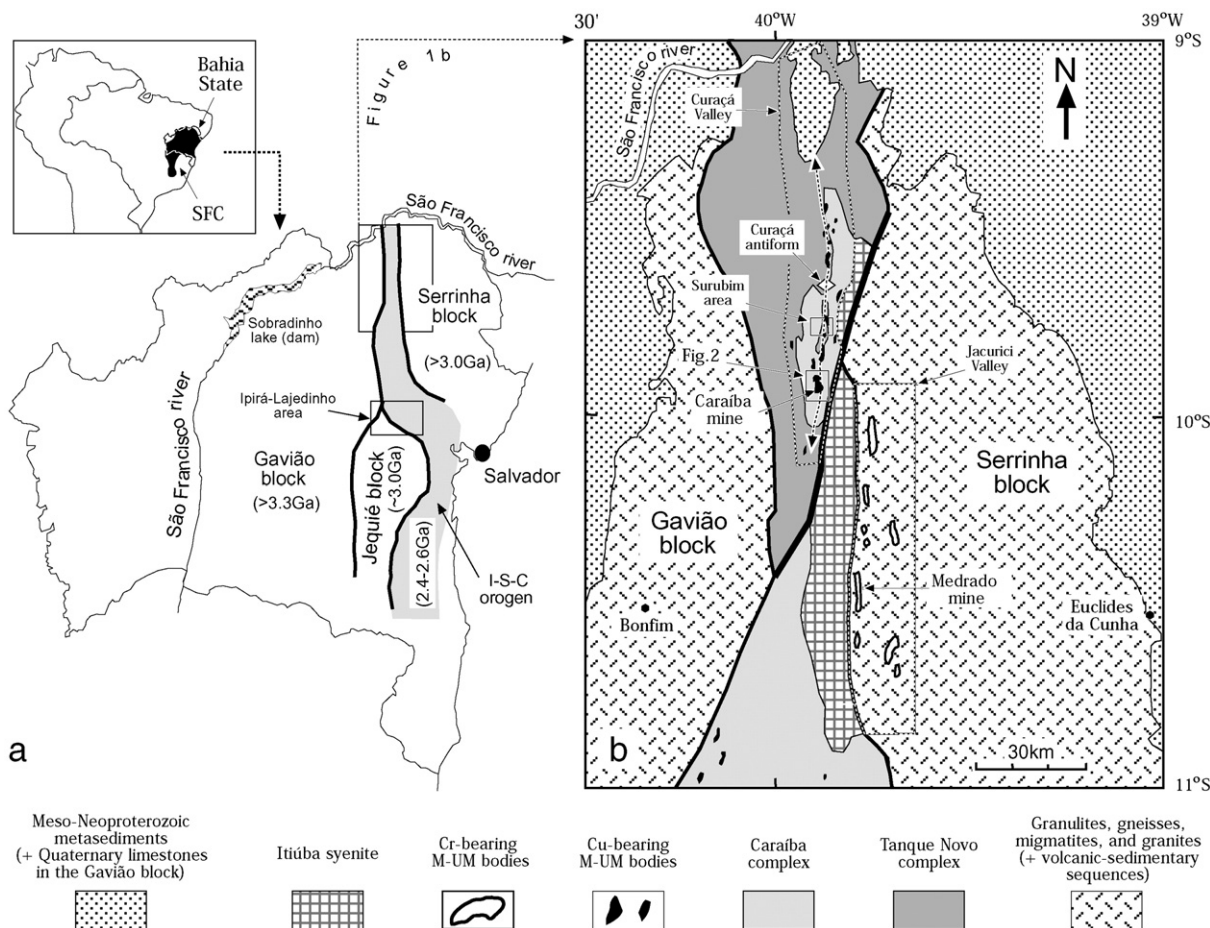 Bahia
State
SFC
Figure 1b
São Francisco
river
Serrinha
block
(>3.0Ga)
Sobradinho
lake (dam)
São Francisco river
Ipirá-Lajedinho
area
Gavião
block
(>3.3Ga)
Jequié block
(~3.0Ga)
(2.4-2.6Ga)
Salvador
I-S-C
orogen
a
30'
40°W
39°W
9°S
São Francisco river
N
Curaçá
Valley
Curaçá
antiform
Surubim
area
Fig.2
Caraíba
mine
Jacurici
Valley
10°S
Serrinha
block
Gavião
block
Medrado
mine
Bonfim
Euclides
da Cunha
b
30km
11°S
Meso-Neoproterozoic
metasediments
(+ Quaternary limestones
in the Gavião block)
Itiúba syenite
Cr-bearing
M-UM bodies
Cu-bearing
M-UM bodies
Caraíba
complex
Tanque Novo
complex
Granulites, gneisses,
migmatites, and granites
(+ volcanic-sedimentary
sequences)